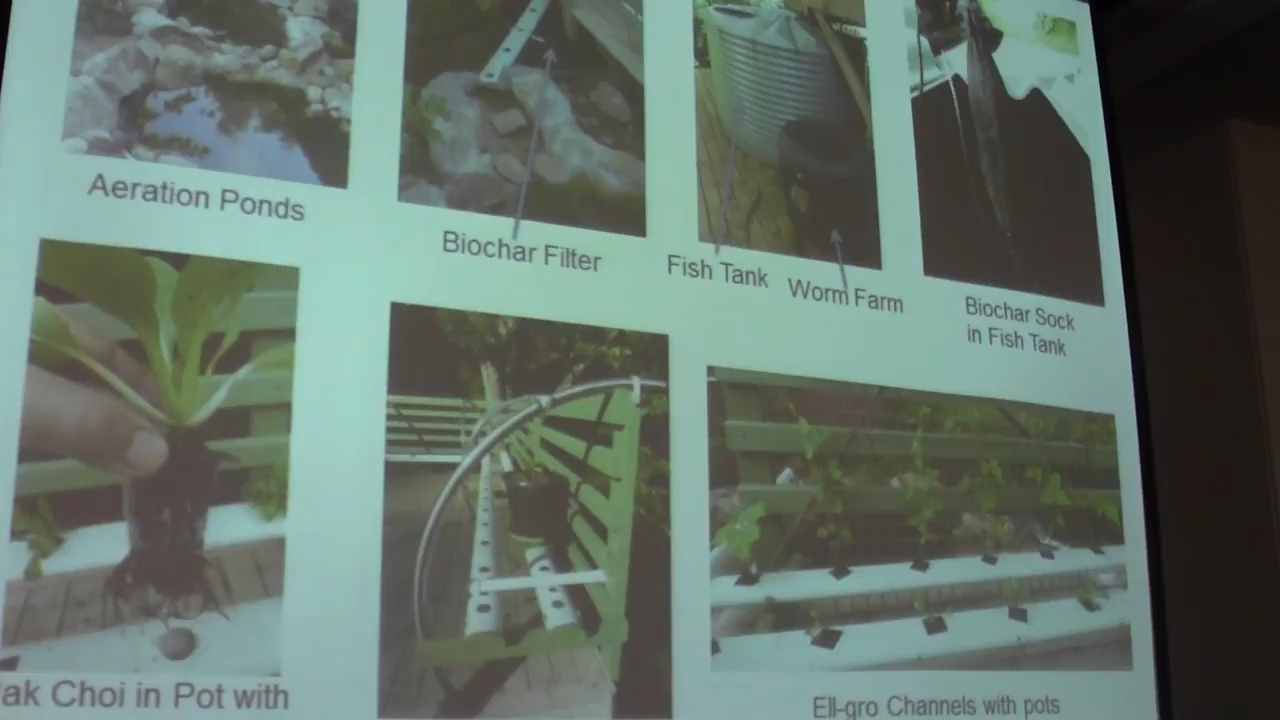 Aeration Ponds
Biochar Filter
Fish Tank
Worm Farm
Biochar Sock
in Fish Tank
ak Choi in Pot with
Ell-gro Channels with pots